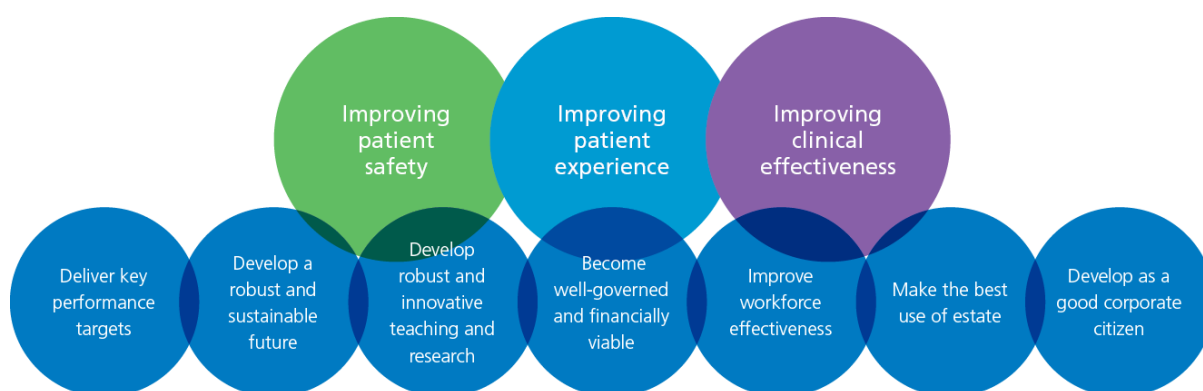 Improving
patient
safety
Improving
patient
experience
Improving
clinical
effectiveness
Deliver key
performance
targets
Develop a
robust and
sustainable
future
Develop
robust and
innovative
teaching and
research
Become
well-governed
and financially
viable
Improve
workforce
effectiveness
Make the best
use of estate
Develop as a
good corporate
citizen